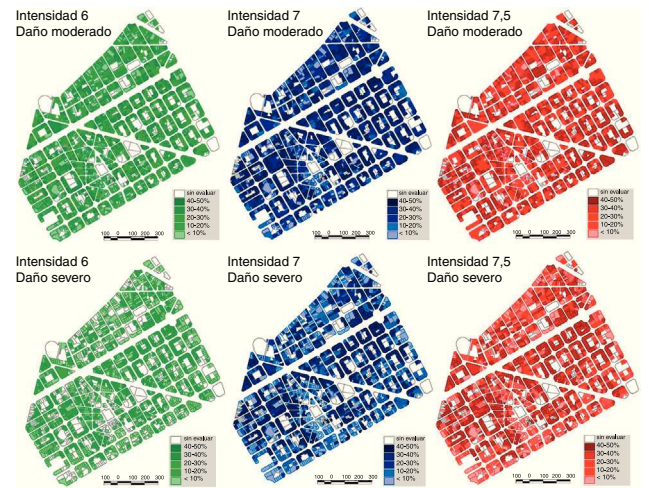 Intensidad 6
Daño moderado
sin evaluar
40-50%
30-40%
20-30%
10-20%
< 10%
100 0 100 200 300
Intensidad 7
Daño moderado
sin evaluar
40-50%
30-40%
20-30%
10-20%
< 10%
100 0 100 200 300
Intensidad 7,5
Daño moderado
sin evaluar
40-50%
30-40%
20-30%
10-20%
< 10%
100 0 100 200 300
Intensidad 6
Daño severo
sin evaluar
40-50%
30-40%
20-30%
10-20%
< 10%
100 0 100 200 300
Intensidad 7
Daño severo
sin evaluar
40-50%
30-40%
20-30%
10-20%
< 10%
100 0 100 200 300
Intensidad 7,5
Daño severo
sin evaluar
40-50%
30-40%
20-30%
10-20%
< 10%
100 0 100 200 300